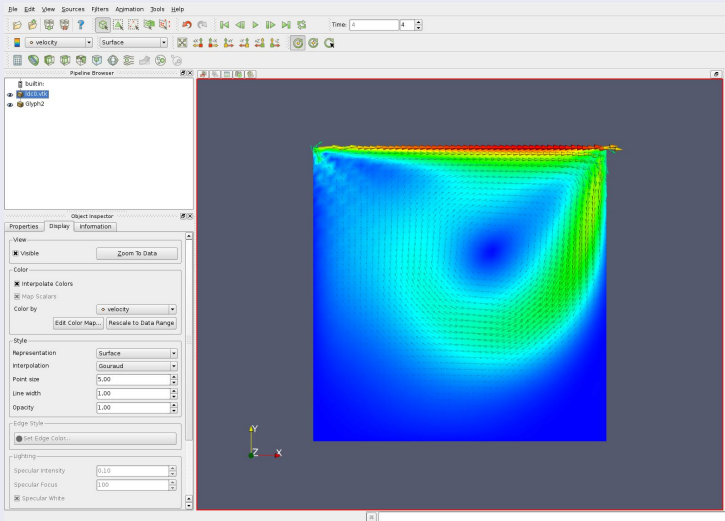 File Edit View Sources Filters Animation Tools Help
Time: 4 4
velocity Surface
Pipeline Browser
builtin:
ldc0.vtk
Glyph2
Object Inspector
Properties Display Information
View
Visible Zoom To Data
Color
Interpolate Colors
Map Scalars
Color by velocity
Edit Color Map... Rescale to Data Range
Style
Representation Surface
Interpolation Gouraud
Point size 5.00
Line width 1.00
Opacity 1.00
Edge Style
Set Edge Color...
Lighting
Specular Intensity 0.10
Specular Focus 100
Specular White
Y
Z X